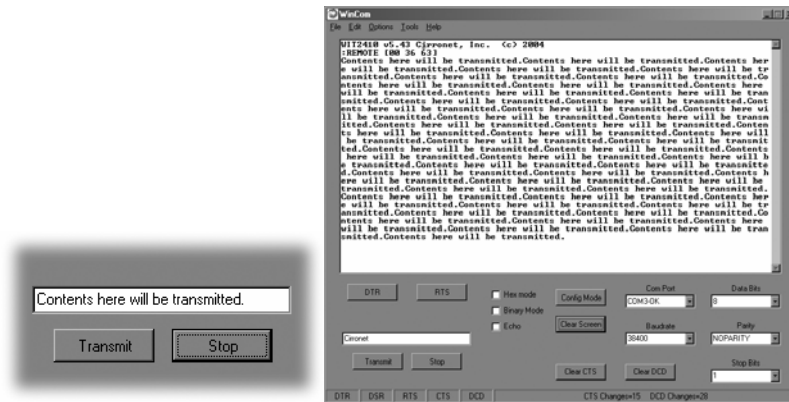 WinCom
File Edit Options Tools Help
WIT2410 v5.43 Cirronet, Inc. (c) 2004
:REMOTE [00 36 63]
Contents here will be transmitted.Contents here will be transmitted.Contents her
e will be transmitted.Contents here will be transmitted.Contents here will be tr
ansmitted.Contents here will be transmitted.Contents here will be transmitted.Co
ntents here will be transmitted.Contents here will be transmitted.Contents here
will be transmitted.Contents here will be transmitted.Contents here will be tran
smitted.Contents here will be transmitted.Contents here will be transmitted.Cont
ents here will be transmitted.Contents here will be transmitted.Contents here wi
ll be transmitted.Contents here will be transmitted.Contents here will be transm
itted.Contents here will be transmitted.Contents here will be transmitted.Conten
ts here will be transmitted.Contents here will be transmitted.Contents here will
be transmitted.Contents here will be transmitted.Contents here will be transmit
ted.Contents here will be transmitted.Contents here will be transmitted.Contents
here will be transmitted.Contents here will be transmitted.Contents here will b
e transmitted.Contents here will be transmitted.Contents here will be transmitte
d.Contents here will be transmitted.Contents here will be transmitted.Contents h
ere will be transmitted.Contents here will be transmitted.Contents here will be
transmitted.Contents here will be transmitted.Contents here will be transmitted.
Contents here will be transmitted.Contents here will be transmitted.Contents her
e will be transmitted.Contents here will be transmitted.Contents here will be tr
ansmitted.Contents here will be transmitted.Contents here will be transmitted.Co
ntents here will be transmitted.Contents here will be transmitted.Contents here
will be transmitted.Contents here will be transmitted.Contents here will be tran
smitted.Contents here will be transmitted.
Contents here will be transmitted.
Transmit Stop
DTR RTS
Hex mode
Binary Mode
Echo
Config Mode
Clear Screen
Com Port
COM3-OK
Data Bits
8
Baudrate
38400
Parity
NOPARITY
Cirronet
Transmit Stop
Clear CTS Clear DCD
Stop Bits
1
DTR DSR RTS CTS DCD CTS Changes=15 DCD Changes=28